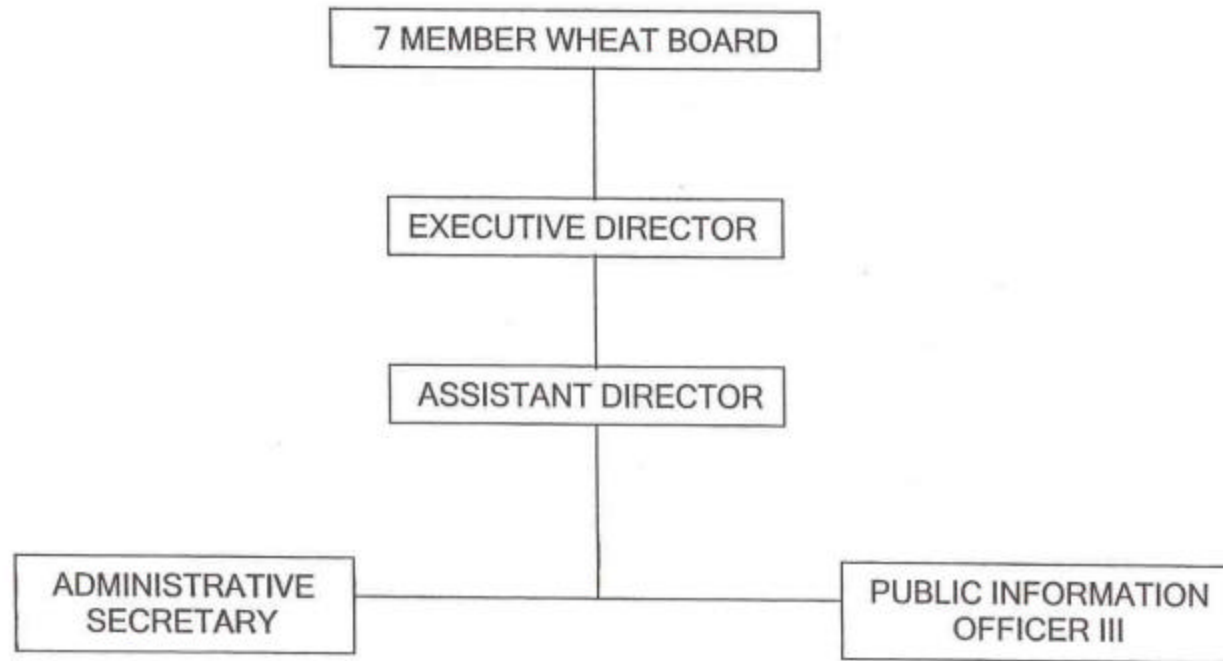 7 MEMBER WHEAT BOARD
EXECUTIVE DIRECTOR
ASSISTANT DIRECTOR
ADMINISTRATIVE
SECRETARY
PUBLIC INFORMATION
OFFICER III